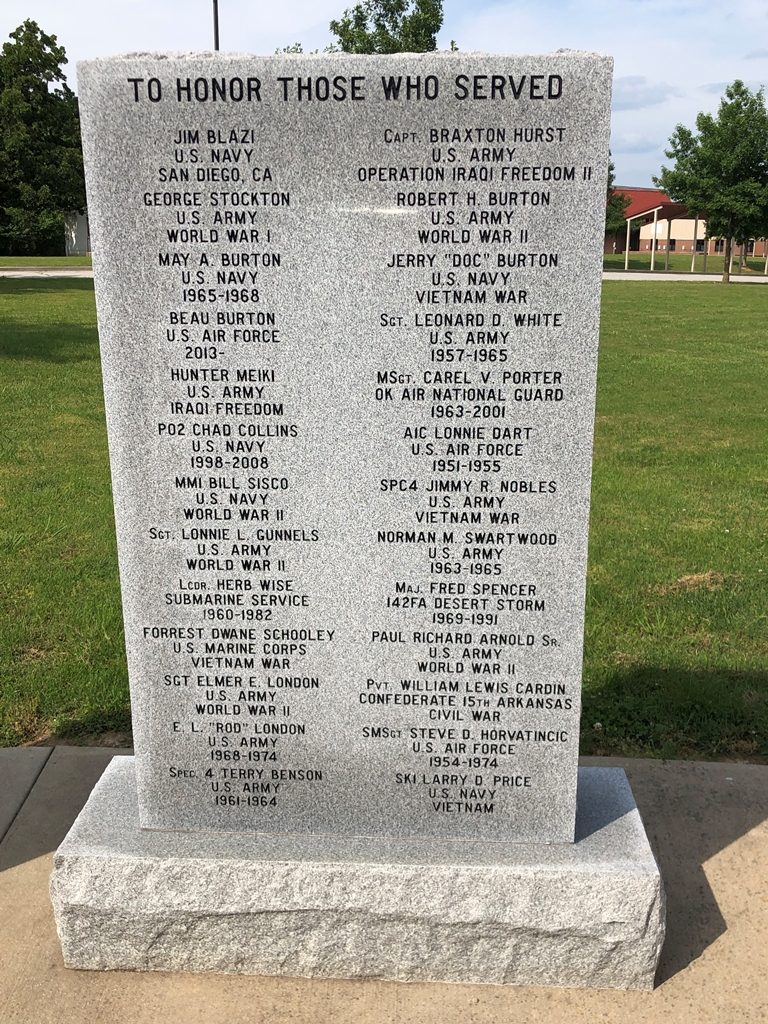 TO HONOR THOSE WHO SERVED
JIM BLAZI
U.S. NAVY
SAN DIEGO, CA
GEORGE STOCKTON
U.S. ARMY
WORLD WAR I
MAY A. BURTON
U.S. NAVY
1965-1968
BEAU BURTON
U.S. AIR FORCE
2013-
HUNTER MEIKI
U.S. ARMY
IRAQI FREEDOM
PO2 CHAD COLLINS
U.S. NAVY
1998-2008
MMI BILL SISCO
U.S. NAVY
WORLD WAR II
SGT. LONNIE L. GUNNELS
U.S. ARMY
WORLD WAR II
LCDR. HERB WISE
SUBMARINE SERVICE
1960-1982
FORREST DWANE SCHOOLEY
U.S. MARINE CORPS
VIETNAM WAR
SGT ELMER E. LONDON
U.S. ARMY
WORLD WAR II
E. L. "ROD" LONDON
U.S. ARMY
1968-1974
SPEC. 4 TERRY BENSON
U.S. ARMY
1961-1964
CAPT. BRAXTON HURST
U.S. ARMY
OPERATION IRAQI FREEDOM II
ROBERT H. BURTON
U.S. ARMY
WORLD WAR II
JERRY "DOC" BURTON
U.S. NAVY
VIETNAM WAR
SGT. LEONARD D. WHITE
U.S. ARMY
1957-1965
MSGT. CAREL V. PORTER
OK AIR NATIONAL GUARD
1963-2001
A1C LONNIE DART
U.S. AIR FORCE
1951-1955
SPC4 JIMMY R. NOBLES
U.S. ARMY
VIETNAM WAR
NORMAN M. SWARTWOOD
U.S. ARMY
1963-1965
MAJ. FRED SPENCER
142FA DESERT STORM
1969-1991
PAUL RICHARD ARNOLD SR.
U.S. ARMY
WORLD WAR II
PVT. WILLIAM LEWIS CARDIN
CONFEDERATE 15TH ARKANSAS
CIVIL WAR
SMSGT STEVE D. HORVATINCIC
U.S. AIR FORCE
1954-1974
SKI LARRY D PRICE
U.S. NAVY
VIETNAM